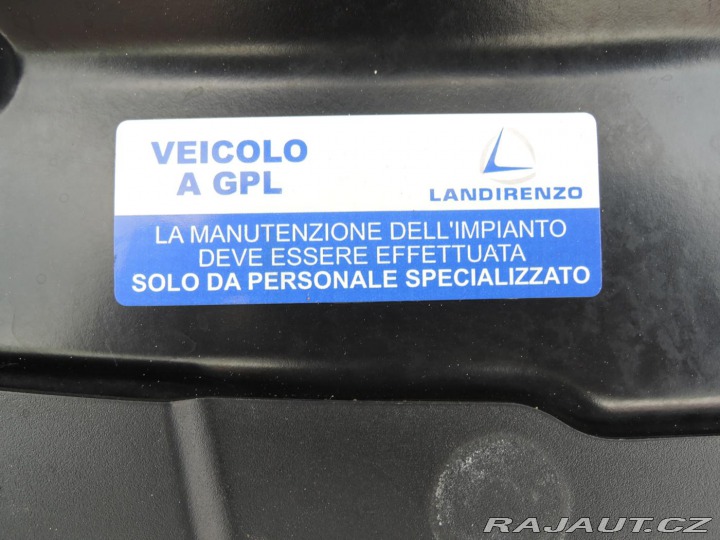 VEICOLO
A GPL
LANDIRENZO
LA MANUTENZIONE DELL'IMPIANTO
DEVE ESSERE EFFETTUATA
SOLO DA PERSONALE SPECIALIZZATO
RAJAUT.CZ